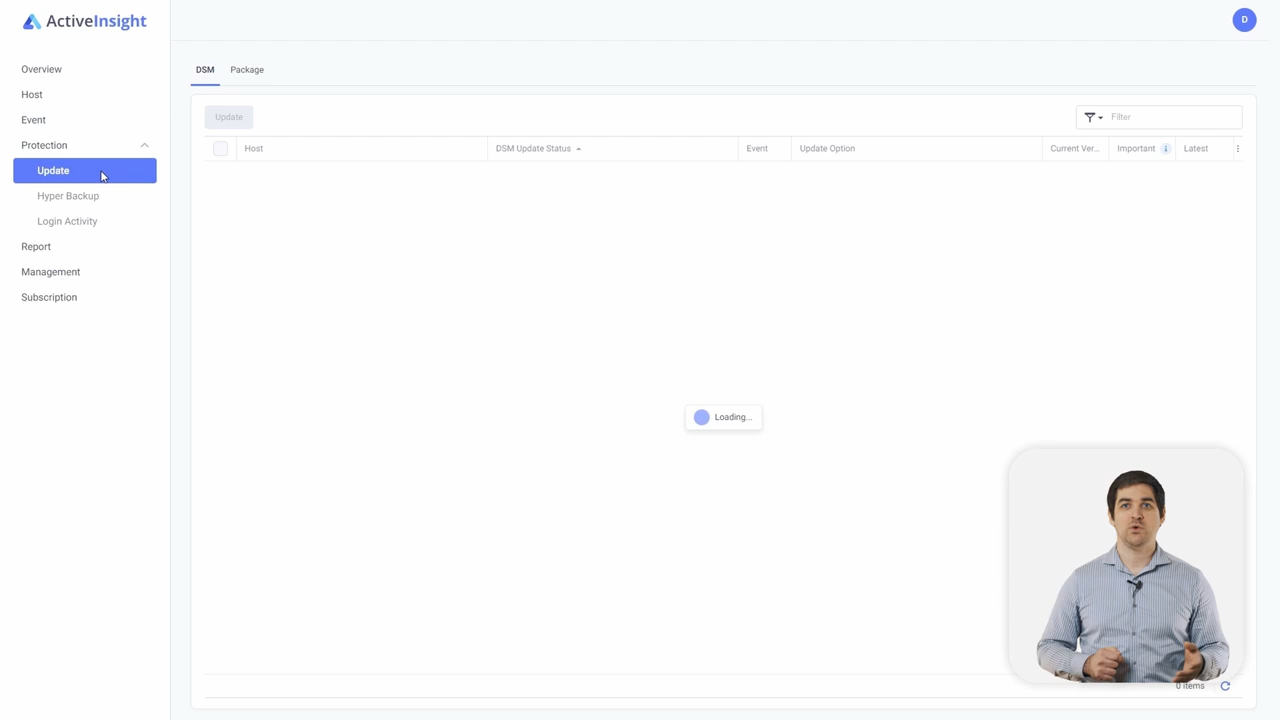 ActiveInsight
D
Overview
Host
Event
Protection
Update
Hyper Backup
Login Activity
Report
Management
Subscription
DSM Package
Update
Filter
Host DSM Update Status Event Update Option Current Ver... Important Latest
Loading...
0 items